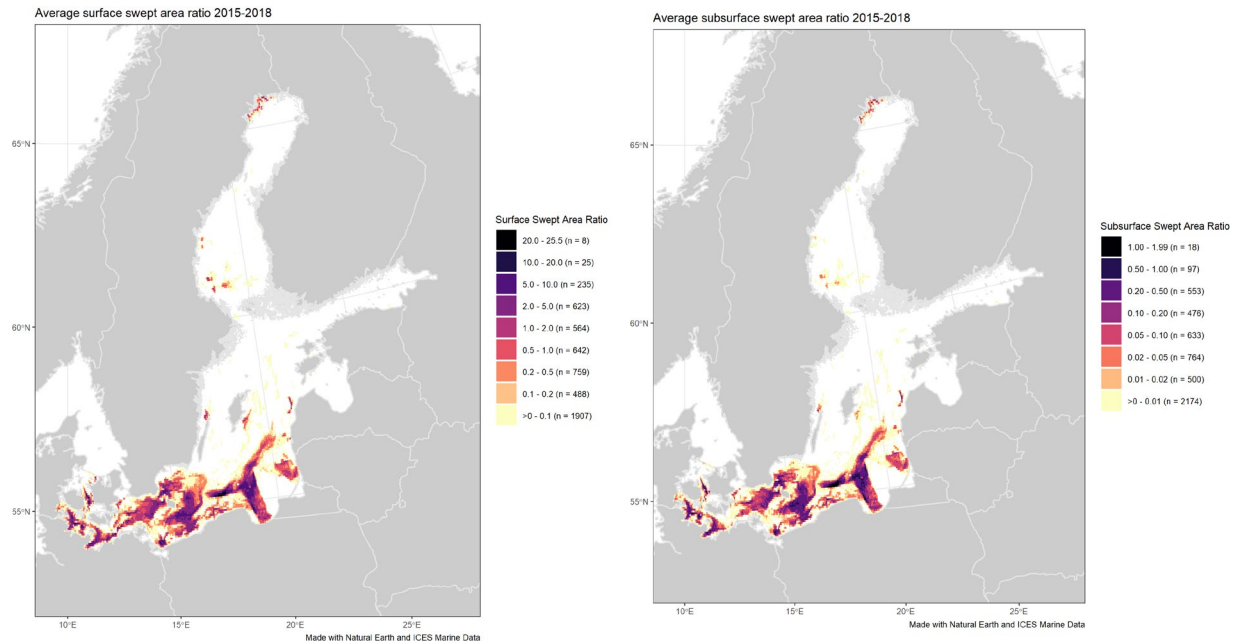 Average surface swept area ratio 2015-2018
65°N
60°N
55°N
10°E
15°E
20°E
25°E
Surface Swept Area Ratio
20.0 - 25.5 (n = 8)
10.0 - 20.0 (n = 25)
5.0 - 10.0 (n = 235)
2.0 - 5.0 (n = 623)
1.0 - 2.0 (n = 564)
0.5 - 1.0 (n = 642)
0.2 - 0.5 (n = 759)
0.1 - 0.2 (n = 488)
>0 - 0.1 (n = 1907)
Made with Natural Earth and ICES Marine Data
Average subsurface swept area ratio 2015-2018
65°N
60°N
55°N
10°E
15°E
20°E
25°E
Subsurface Swept Area Ratio
1.00 - 1.99 (n = 18)
0.50 - 1.00 (n = 97)
0.20 - 0.50 (n = 553)
0.10 - 0.20 (n = 476)
0.05 - 0.10 (n = 633)
0.02 - 0.05 (n = 764)
0.01 - 0.02 (n = 500)
>0 - 0.01 (n = 2174)
Made with Natural Earth and ICES Marine Data